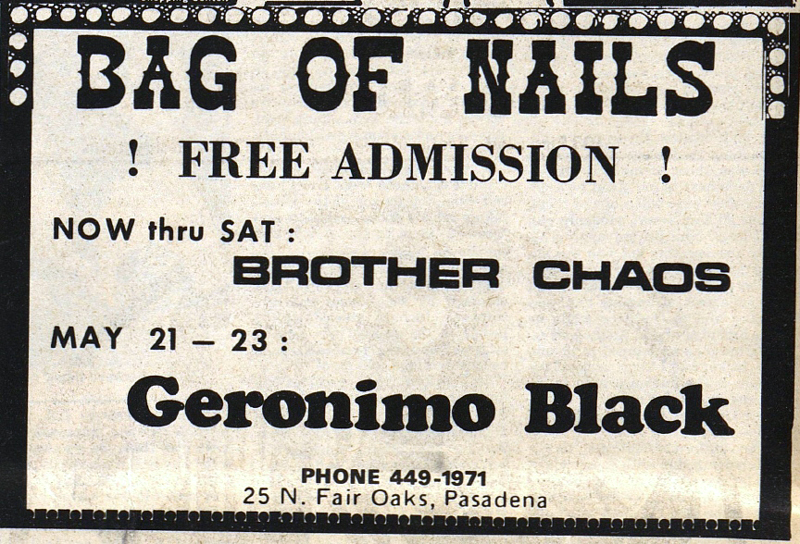 BAG OF NAILS
! FREE ADMISSION !
NOW thru SAT :
BROTHER CHAOS
MAY 21 – 23 :
Geronimo Black
PHONE 449-1971
25 N. Fair Oaks, Pasadena